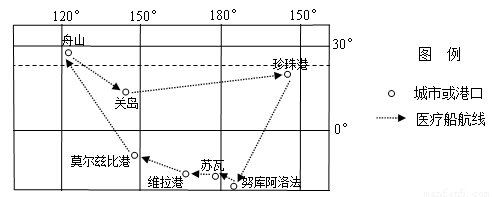 120° 150° 180° 150°
舟山 30°
珍珠港
关岛
0°
莫尔兹比港
苏瓦
维拉港 努库阿洛法
图 例
城市或港口
医疗船航线